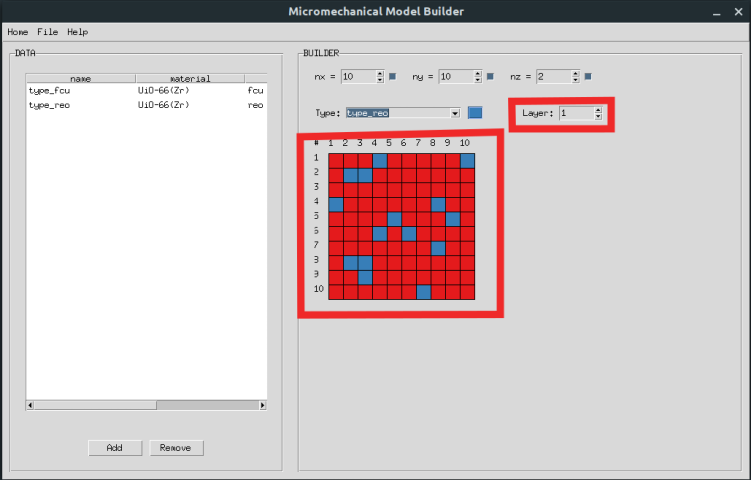 Micromechanical Model Builder
Home File Help
DATA
name material
type_fcu UiO-66(Zr) fcu
type_reo UiO-66(Zr) reo
Add Remove
BUILDER
nx = 10 ny = 10 nz = 2
Type: type_reo Layer: 1
# 1 2 3 4 5 6 7 8 9 10
1
2
3
4
5
6
7
8
9
10